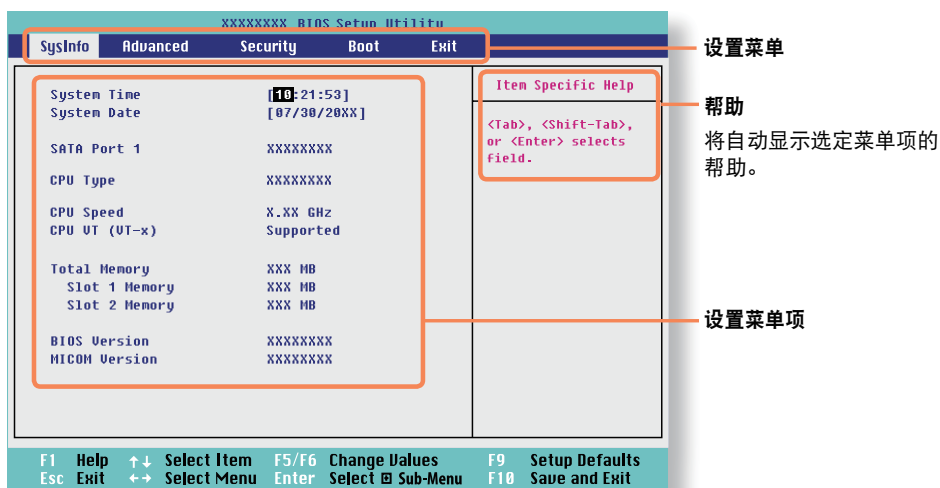 XXXXXXXX BIOS Setup Utility
SysInfo Advanced Security Boot Exit
设置菜单
System Time [10:21:53]
System Date [07/30/20XX]
SATA Port 1 XXXXXXXX
CPU Type XXXXXXXX
CPU Speed X.XX GHz
CPU VT (VT-x) Supported
Total Memory XXX MB
Slot 1 Memory XXX MB
Slot 2 Memory XXX MB
BIOS Version XXXXXXXX
MICOM Version XXXXXXXX
Item Specific Help
<Tab>, <Shift-Tab>,
or <Enter> selects
field.
帮助
将自动显示选定菜单项的
帮助。
设置菜单项
F1 Help ↑↓ Select Item F5/F6 Change Values F9 Setup Defaults
Esc Exit ←→ Select Menu Enter Select ⊞ Sub-Menu F10 Save and Exit